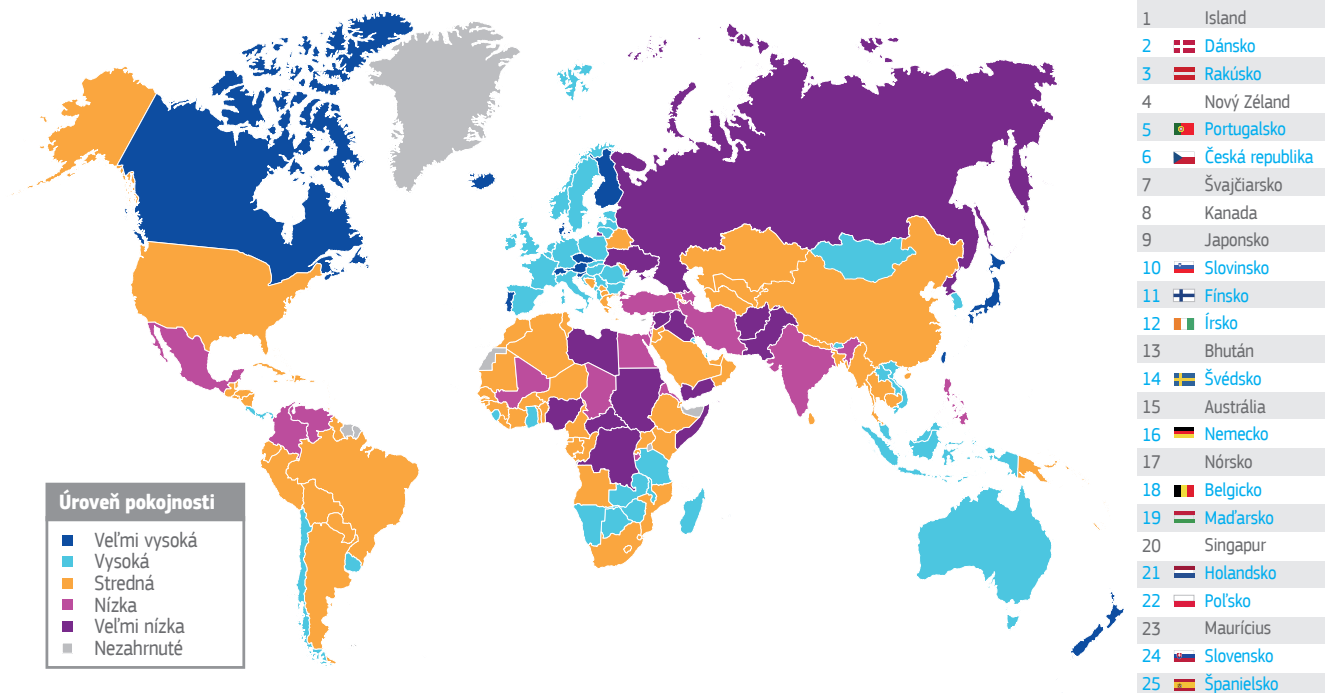 1 Island
2 Dánsko
3 Rakúsko
4 Nový Zéland
5 Portugalsko
6 Česká republika
7 Švajčiarsko
8 Kanada
9 Japonsko
10 Slovinsko
11 Fínsko
12 Írsko
13 Bhután
14 Švédsko
15 Austrália
16 Nemecko
17 Nórsko
18 Belgicko
19 Maďarsko
20 Singapur
21 Holandsko
22 Poľsko
23 Maurícius
24 Slovensko
25 Španielsko
Úroveň pokojnosti
Veľmi vysoká
Vysoká
Stredná
Nízka
Veľmi nízka
Nezahrnuté